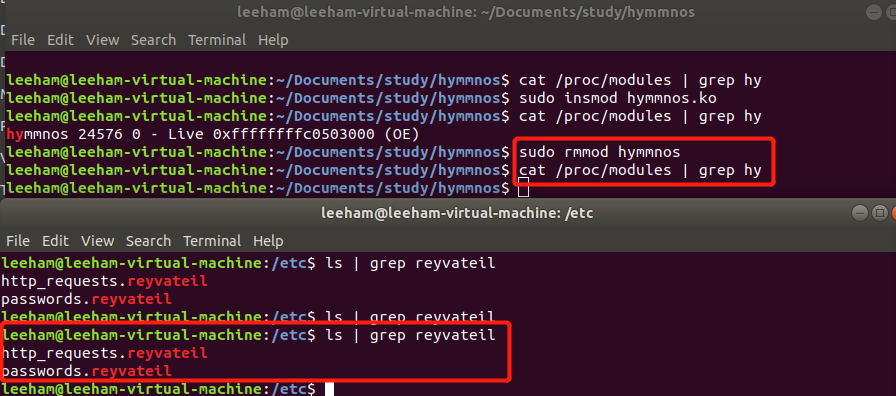 leeham@leeham-virtual-machine: ~/Documents/study/hymmnos
File Edit View Search Terminal Help
leeham@leeham-virtual-machine:~/Documents/study/hymmnos$ cat /proc/modules | grep hy
leeham@leeham-virtual-machine:~/Documents/study/hymmnos$ sudo insmod hymmnos.ko
leeham@leeham-virtual-machine:~/Documents/study/hymmnos$ cat /proc/modules | grep hy
hymmnos 24576 0 - Live 0xffffffffc0503000 (OE)
leeham@leeham-virtual-machine:~/Documents/study/hymmnos$ sudo rmmod hymmnos
leeham@leeham-virtual-machine:~/Documents/study/hymmnos$ cat /proc/modules | grep hy
leeham@leeham-virtual-machine:~/Documents/study/hymmnos$
leeham@leeham-virtual-machine: /etc
File Edit View Search Terminal Help
leeham@leeham-virtual-machine:/etc$ ls | grep reyvateil
http_requests.reyvateil
passwords.reyvateil
leeham@leeham-virtual-machine:/etc$ ls | grep reyvateil
leeham@leeham-virtual-machine:/etc$ ls | grep reyvateil
http_requests.reyvateil
passwords.reyvateil
leeham@leeham-virtual-machine:/etc$